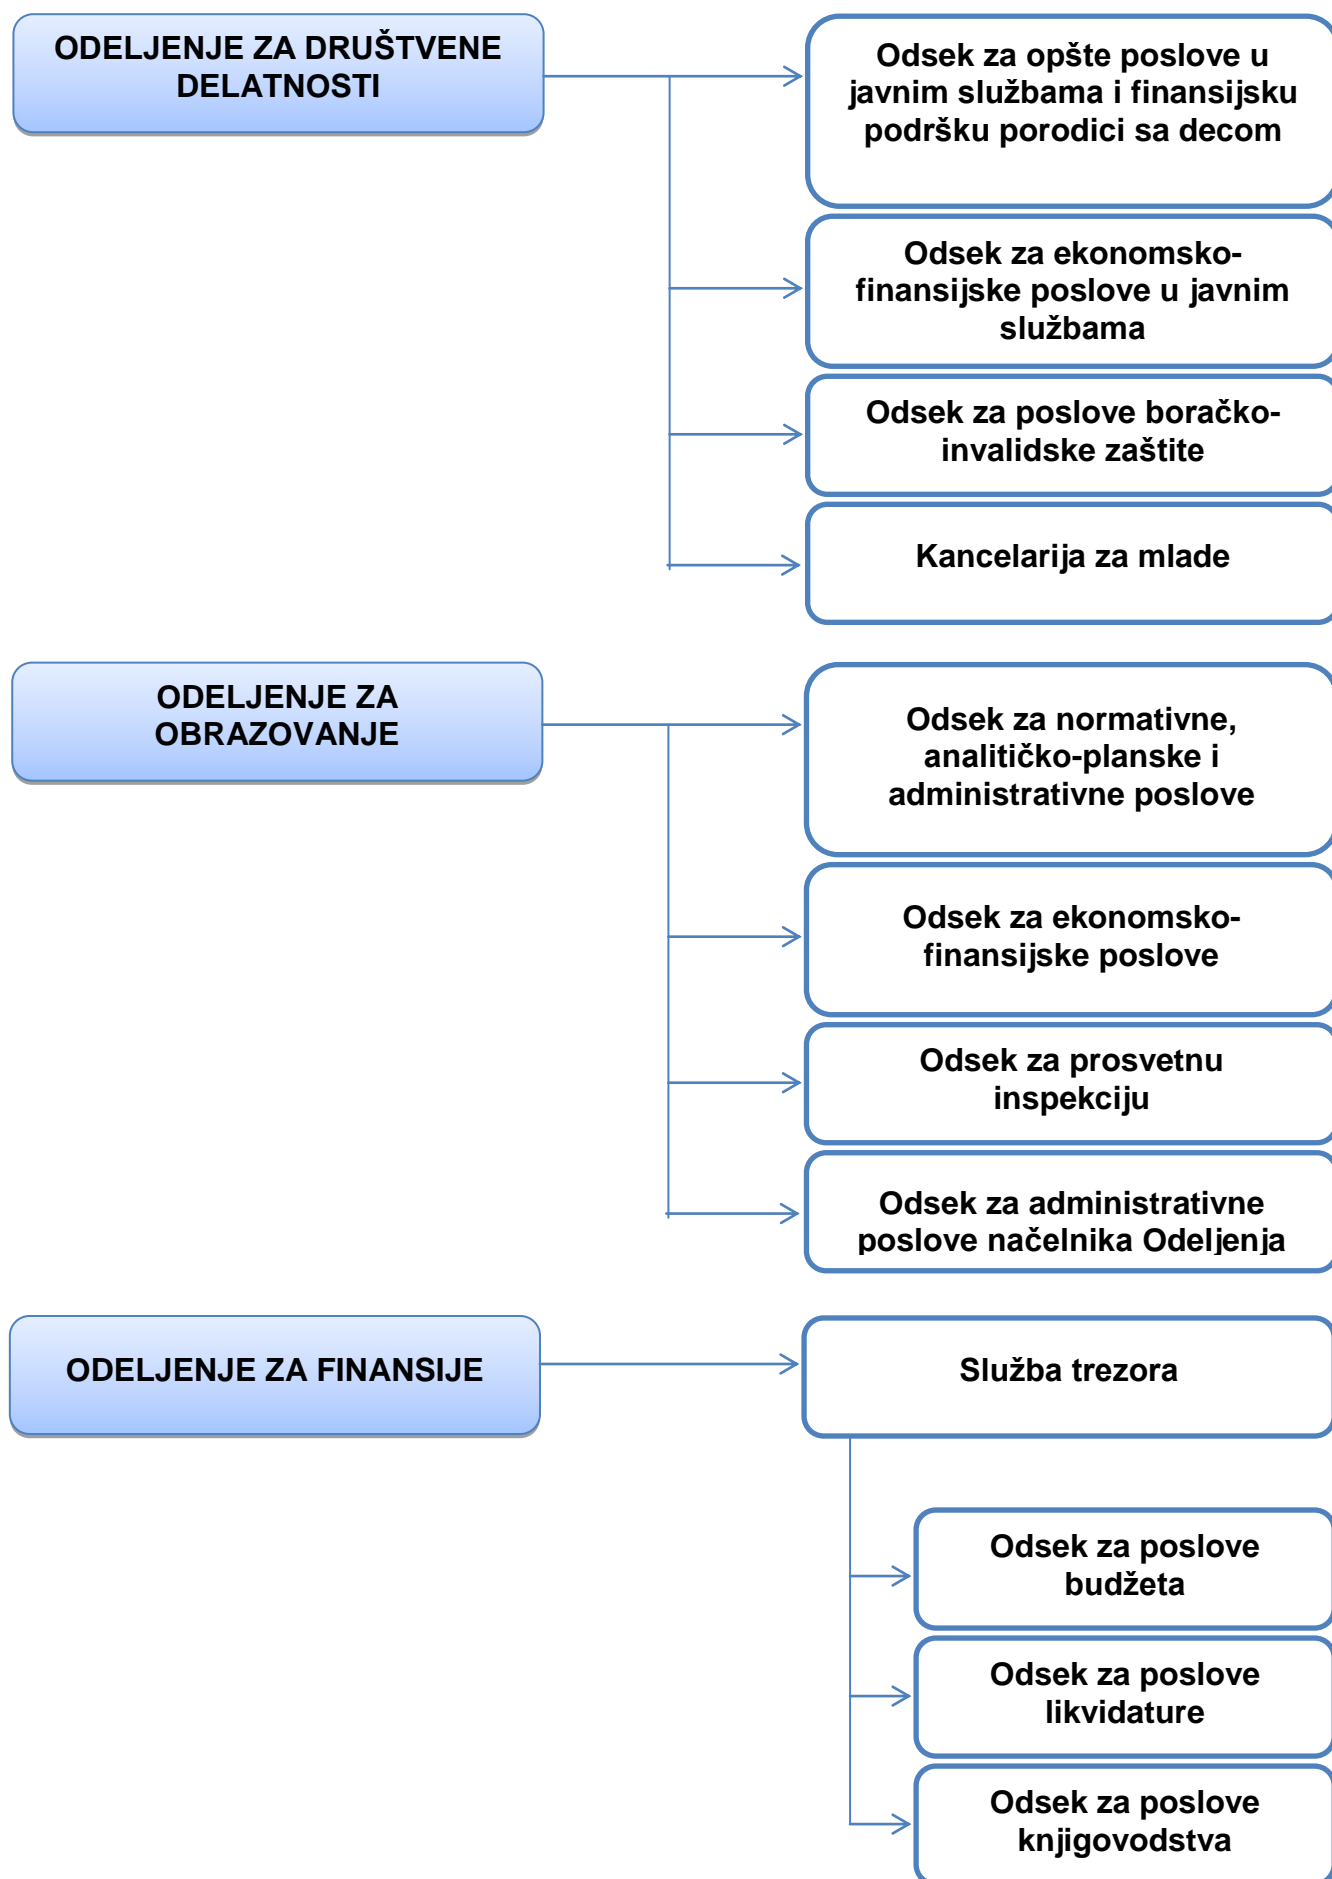 ODELJENJE ZA DRUŠTVENE
DELATNOSTI
Odsek za opšte poslove u
javnim službama i finansijsku
podršku porodici sa decom
Odsek za ekonomsko-
finansijske poslove u javnim
službama
Odsek za poslove boračko-
invalidske zaštite
Kancelarija za mlade
ODELJENJE ZA
OBRAZOVANJE
Odsek za normativne,
analitičko-planske i
administrativne poslove
Odsek za ekonomsko-
finansijske poslove
Odsek za prosvetnu
inspekciju
Odsek za administrativne
poslove načelnika Odeljenja
ODELJENJE ZA FINANSIJE
Služba trezora
Odsek za poslove
budžeta
Odsek za poslove
likvidature
Odsek za poslove
knjigovodstva